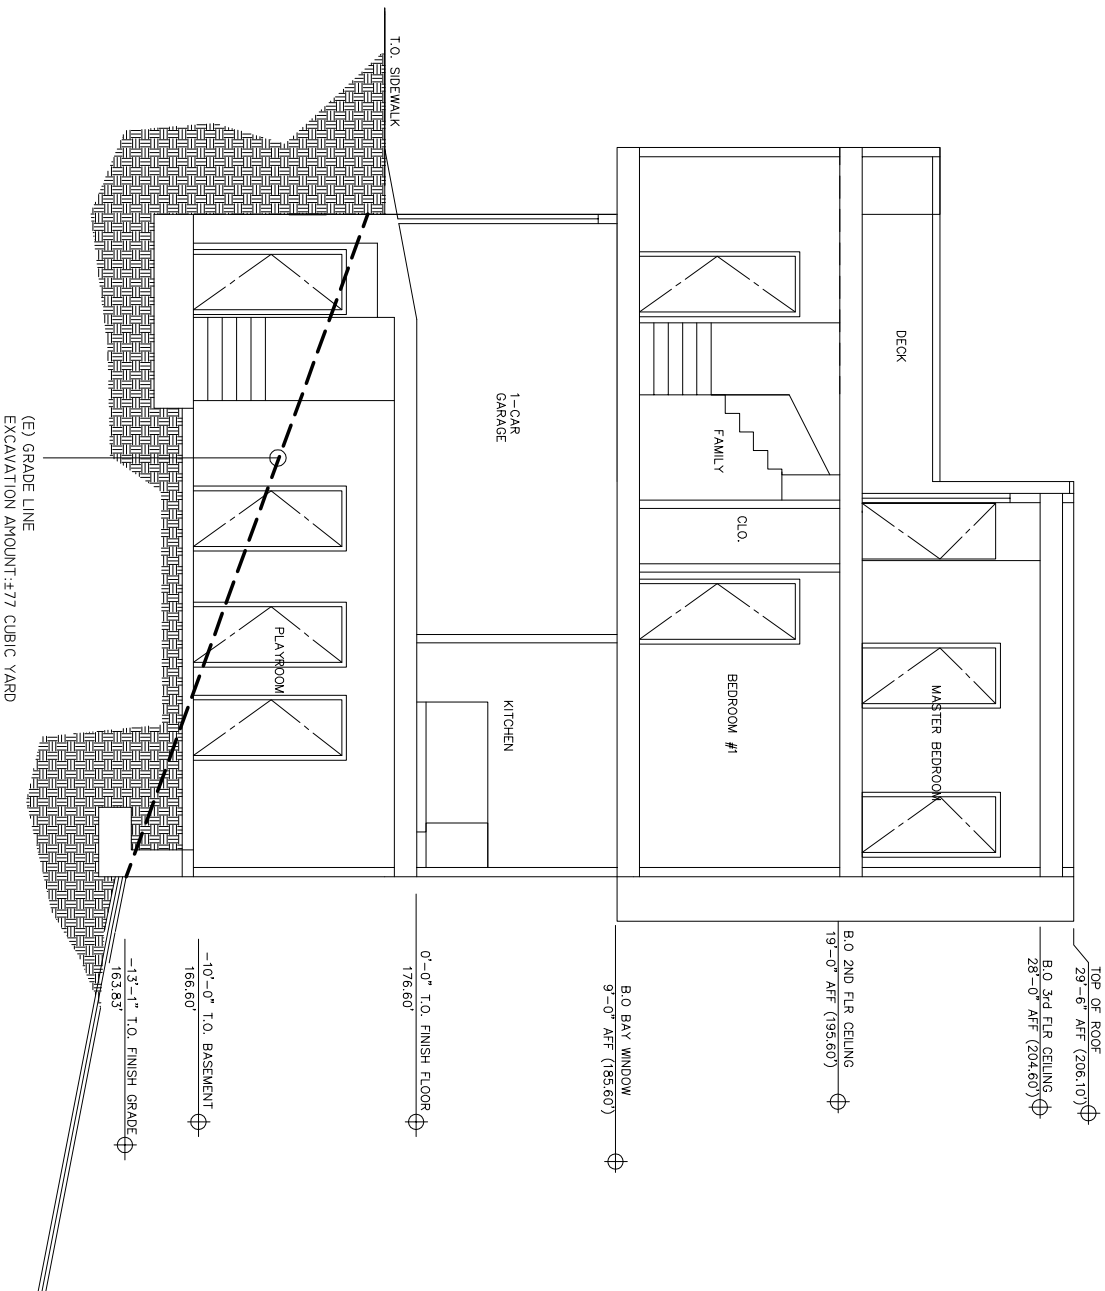 TOP OF ROOF
29'-6" AFF (206.10')
B.O 3rd FLR CEILING
28'-0" AFF (204.60')
B.O 2ND FLR CEILING
19'-0" AFF (195.60')
B.O BAY WINDOW
9'-0" AFF (185.60')
0'-0" T.O. FINISH FLOOR
176.60'
-10'-0" T.O. BASEMENT
166.60'
-13'-1" T.O. FINISH GRADE
163.83'
DECK
MASTER BEDROOM
FAMILY
CLO.
BEDROOM #1
1-CAR
GARAGE
KITCHEN
PLAYROOM
T.O. SIDEWALK
(E) GRADE LINE
EXCAVATION AMOUNT:±77 CUBIC YARD